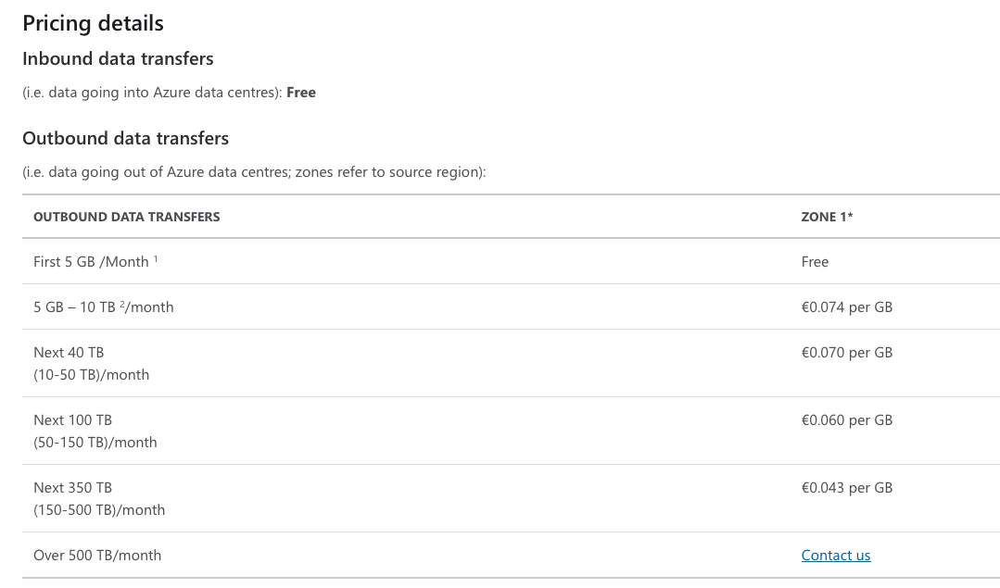 Pricing details
Inbound data transfers
(i.e. data going into Azure data centres): Free
Outbound data transfers
(i.e. data going out of Azure data centres; zones refer to source region):
OUTBOUND DATA TRANSFERS ZONE 1*
First 5 GB /Month ¹ Free
5 GB – 10 TB ²/month €0.074 per GB
Next 40 TB €0.070 per GB
(10-50 TB)/month
Next 100 TB €0.060 per GB
(50-150 TB)/month
Next 350 TB €0.043 per GB
(150-500 TB)/month
Over 500 TB/month Contact us